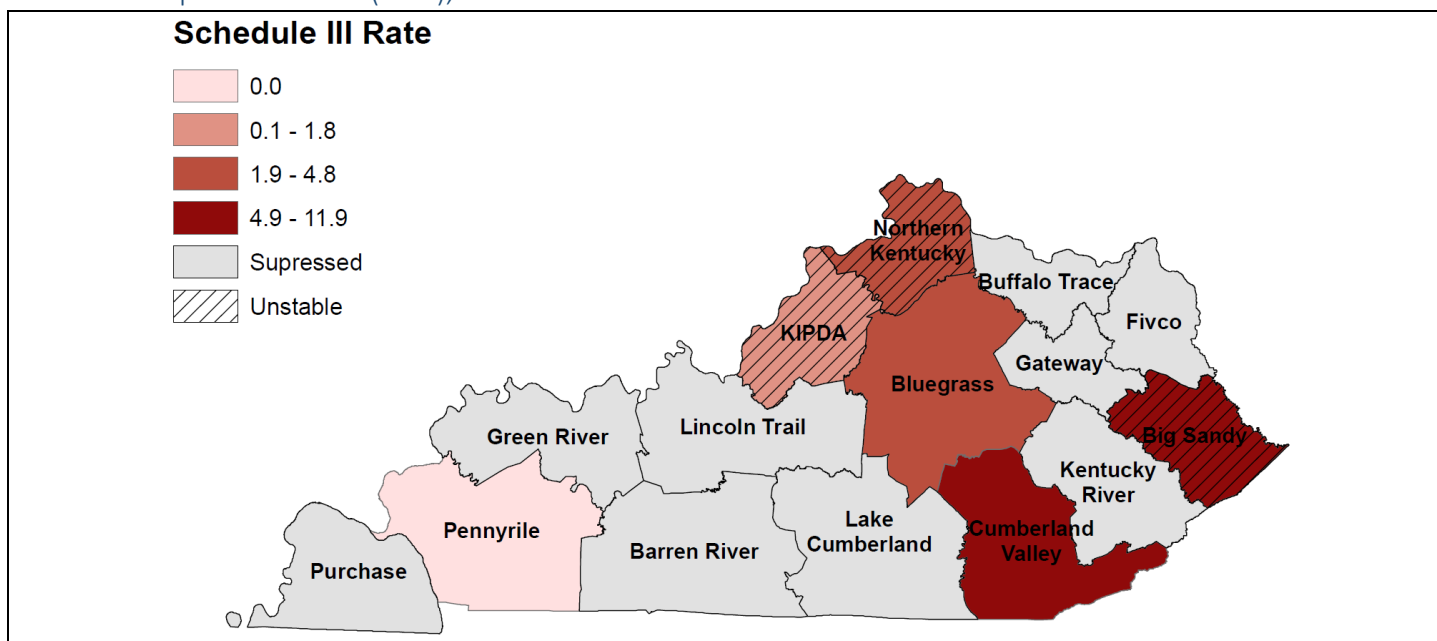 Schedule III Rate
0.0
0.1 - 1.8
1.9 - 4.8
4.9 - 11.9
Supressed
Unstable
Northern
Kentucky
Buffalo Trace
Fivco
KIPDA
Gateway
Bluegrass
Big Sandy
Lincoln Trail
Green River
Kentucky
River
Lake
Cumberland
Cumberland
Valley
Pennyrile
Barren River
Purchase